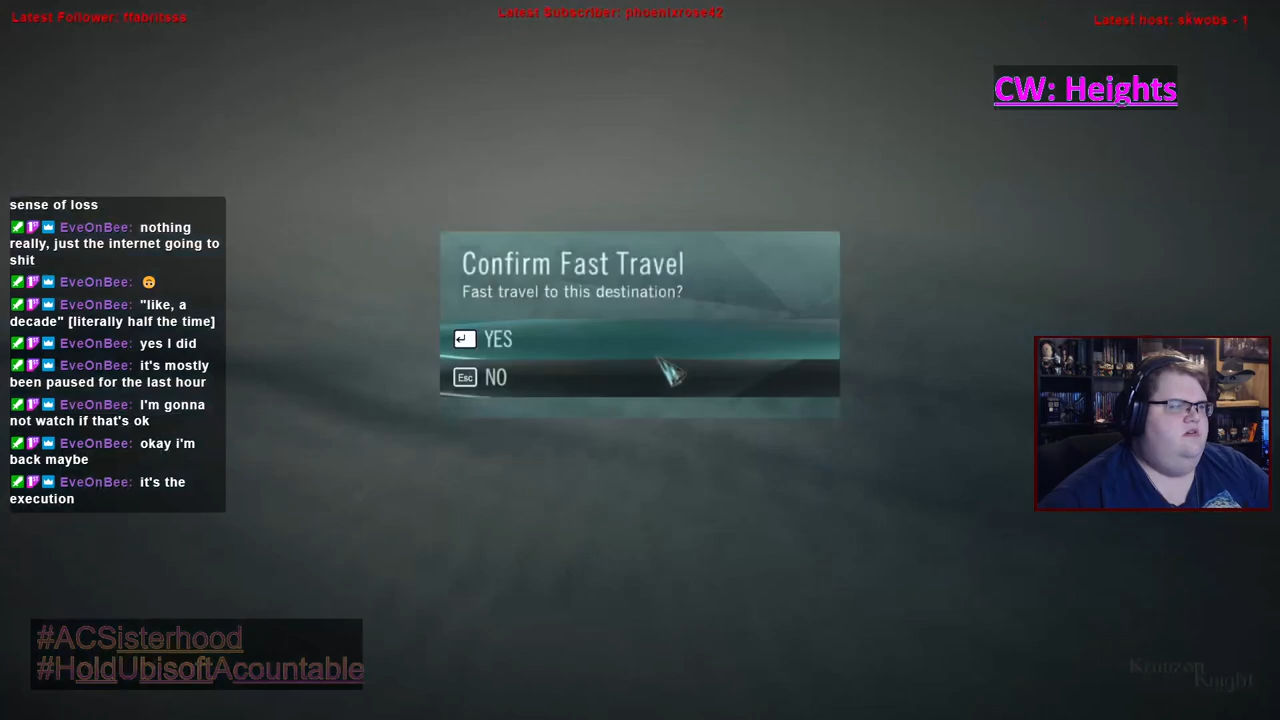 Latest Follower: ffabritsss
Latest Subscriber: phoenixrose42
Latest host: skwobs - 1
CW: Heights
sense of loss
EveOnBee: nothing
really, just the internet going to
shit
EveOnBee:
EveOnBee: "like, a
decade" [literally half the time]
EveOnBee: yes I did
EveOnBee: it's mostly
been paused for the last hour
EveOnBee: I'm gonna
not watch if that's ok
EveOnBee: okay i'm
back maybe
EveOnBee: it's the
execution
Confirm Fast Travel
Fast travel to this destination?
YES
Esc NO
#ACSisterhood
#HoldUbisoftAcountable
Knight